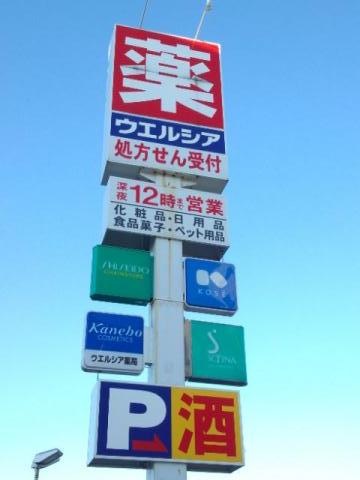 薬
ウエルシア
処方せん受付
深夜12時まで営業
化粧品・日用品
食品菓子・ペット用品
SHISEIDO
KOSÉ
Kanebo
COSMETICS
ウエルシア薬局
SOFINA
P 酒